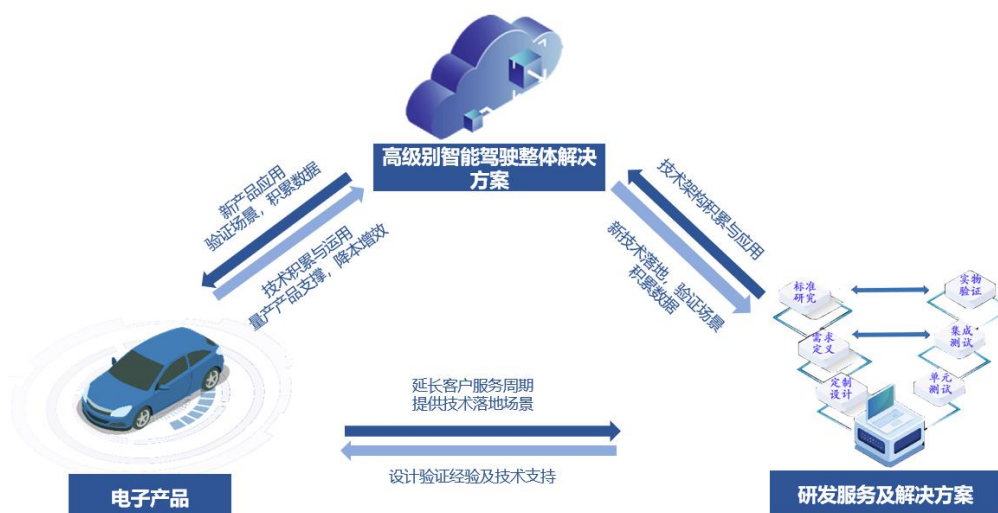 高级别智能驾驶整体解决
方案
新产品应用
验证场景，积累数据
技术积累与运用
量产产品支撑，降本增效
技术架构积累与应用
新技术落地，验证场景
积累数据
标准
研究
实物
验证
需求
定义
集成
测试
定制
设计
单元
测试
延长客户服务周期
提供技术落地场景
设计验证经验及技术支持
电子产品
研发服务及解决方案